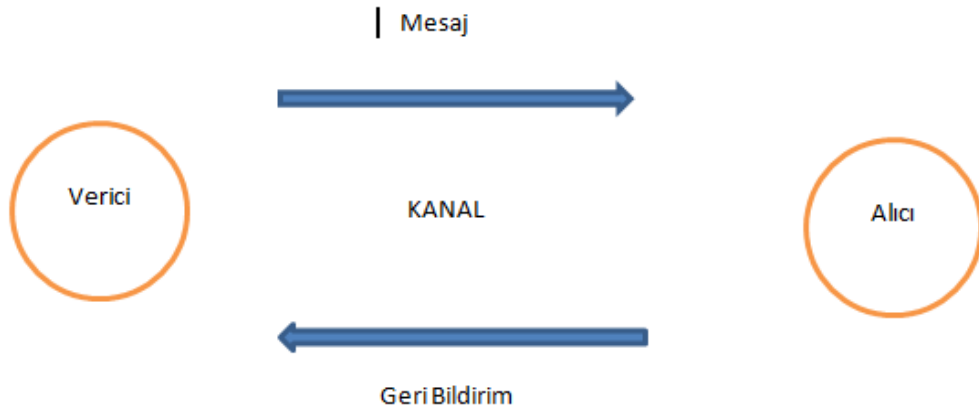 Mesaj
Verici
KANAL
Alıcı
Geri Bildirim